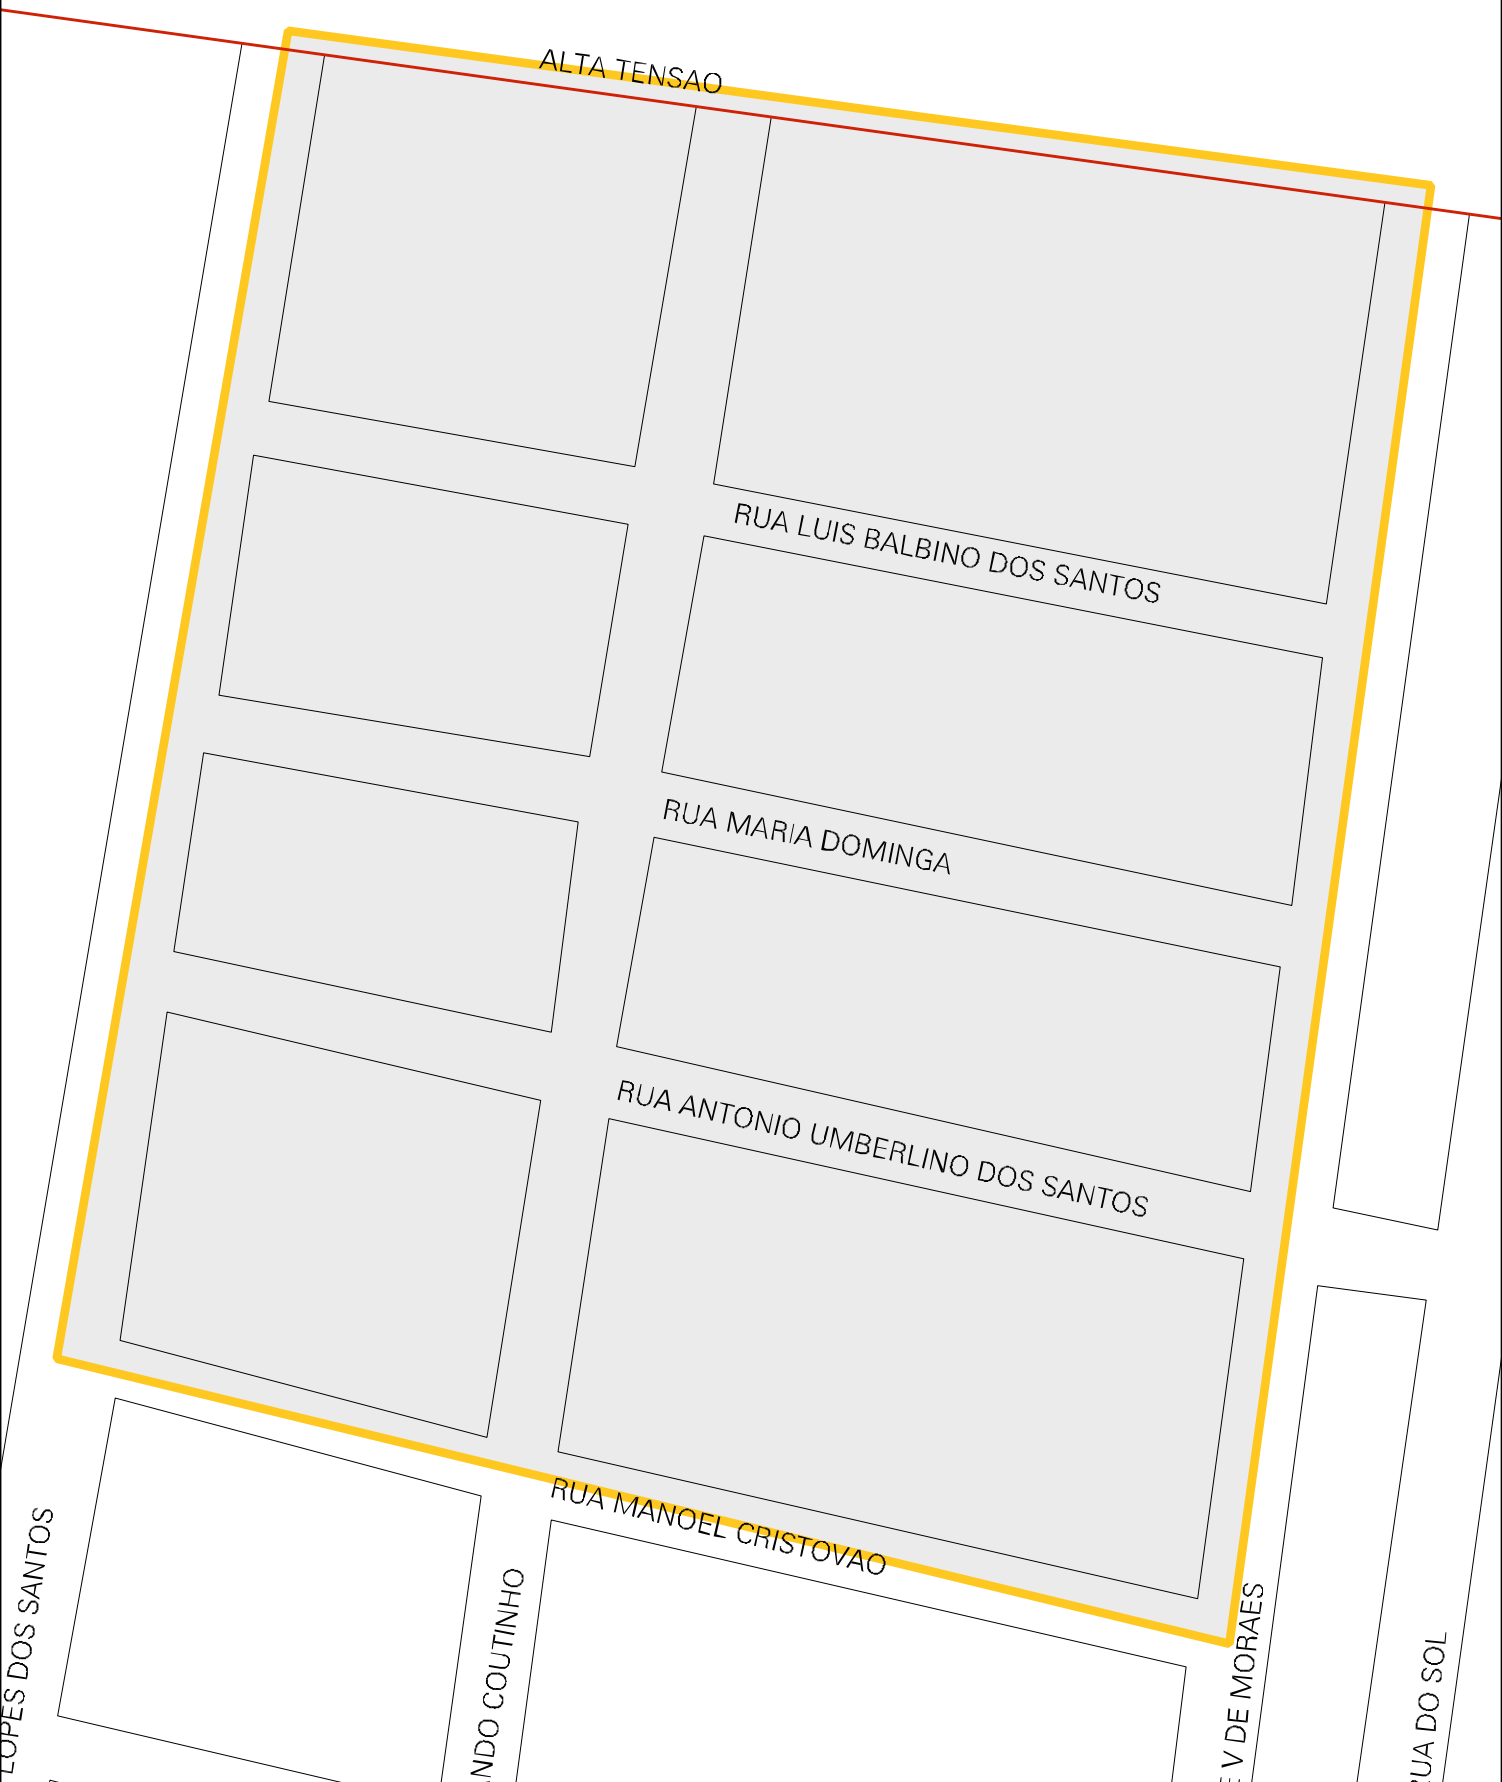 ALTA TENSAO
RUA LUIS BALBINO DOS SANTOS
RUA MARIA DOMINGA
RUA ANTONIO UMBERLINO DOS SANTOS
RUA MANOEL CRISTOVAO
LOPES DOS SANTOS
NDO COUTINHO
V DE MORAES
RUA DO SOL